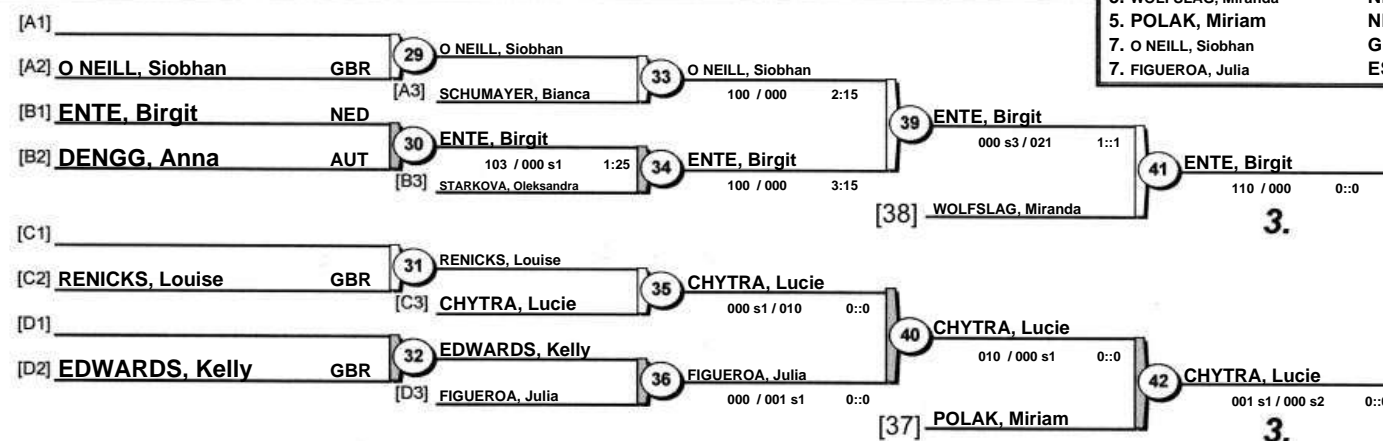 5. POLAK, Miriam
7. O NEILL, Siobhan G
7. FIGUEROA, Julia ES
[A1]
[A2] O NEILL, Siobhan GBR
29
O NEILL, Siobhan
[A3] SCHUMAYER, Bianca
33
O NEILL, Siobhan
100 / 000 2:15
[B1] ENTE, Birgit NED
[B2] DENGG, Anna AUT
30
ENTE, Birgit
103 / 000 s1 1:25
[B3] STARKOVA, Oleksandra
34
ENTE, Birgit
100 / 000 3:15
39
ENTE, Birgit
000 s3 / 021 1::1
[38] WOLFSLAG, Miranda
41
ENTE, Birgit
110 / 000 0::0
3.
[C1]
[C2] RENICKS, Louise GBR
31
RENICKS, Louise
[C3] CHYTRA, Lucie
35
CHYTRA, Lucie
000 s1 / 010 0::0
[D1]
[D2] EDWARDS, Kelly GBR
32
EDWARDS, Kelly
[D3] FIGUEROA, Julia
36
FIGUEROA, Julia
000 / 001 s1 0::0
40
CHYTRA, Lucie
010 / 000 s1 0::0
[37] POLAK, Miriam
42
CHYTRA, Lucie
001 s1 / 000 s2
3.